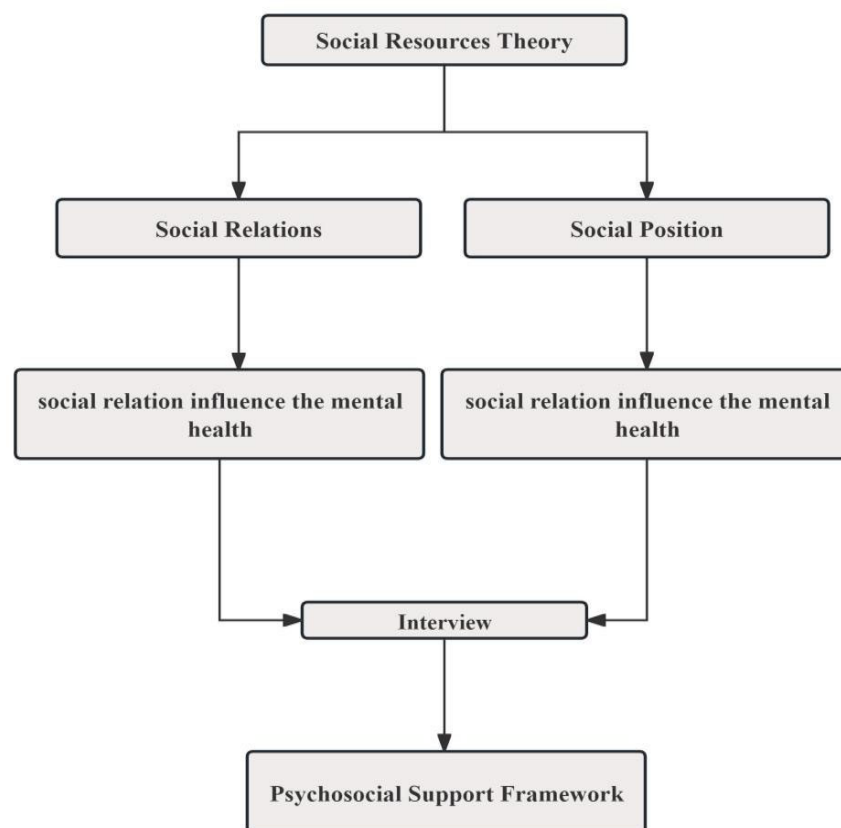 Social Resources Theory
Social Relations
Social Position
social relation influence the mental
health
social relation influence the mental
health
Interview
Psychosocial Support Framework